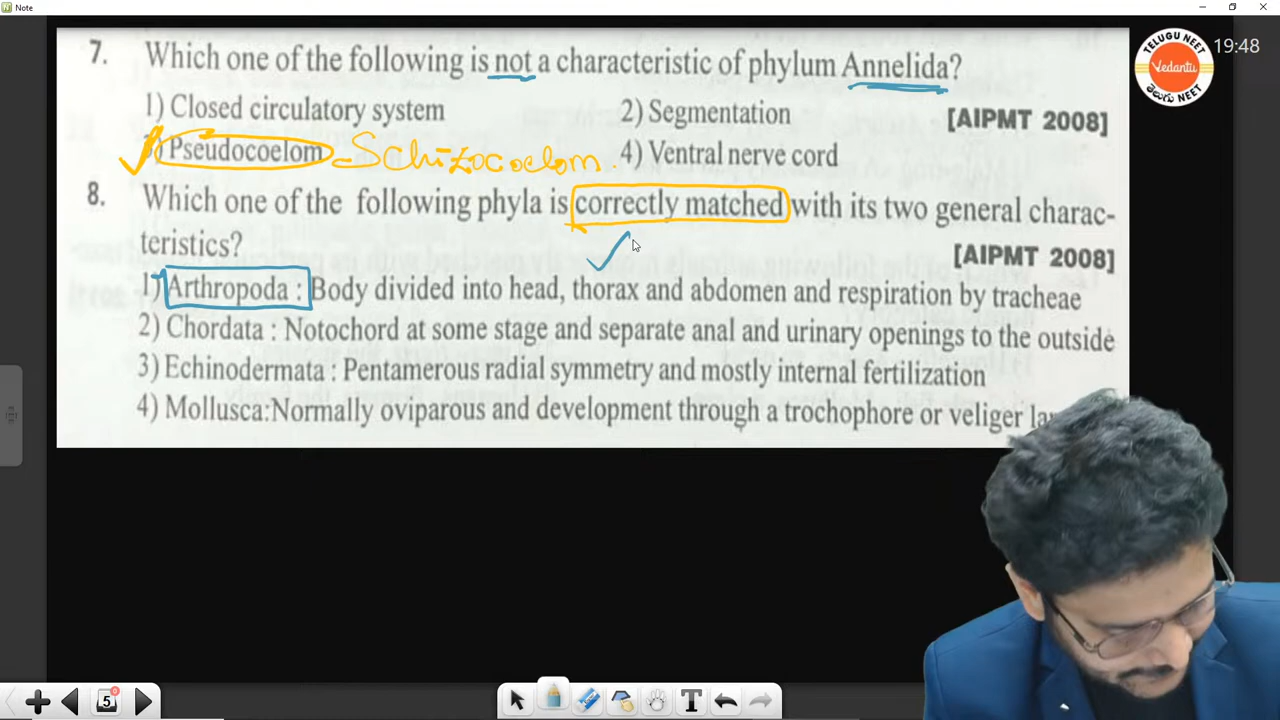 Note
19:48
TELUGU NEET
Vedantu
తెలుగు NEET
7. Which one of the following is not a characteristic of phylum Annelida?
1) Closed circulatory system 2) Segmentation [AIPMT 2008]
3) Pseudocoelom - Schizocoelom. 4) Ventral nerve cord
8. Which one of the following phyla is correctly matched with its two general charac-
teristics? [AIPMT 2008]
1) Arthropoda : Body divided into head, thorax and abdomen and respiration by tracheae
2) Chordata : Notochord at some stage and separate anal and urinary openings to the outside
3) Echinodermata : Pentamerous radial symmetry and mostly internal fertilization
4) Mollusca:Normally oviparous and development through a trochophore or veliger
5
0
T